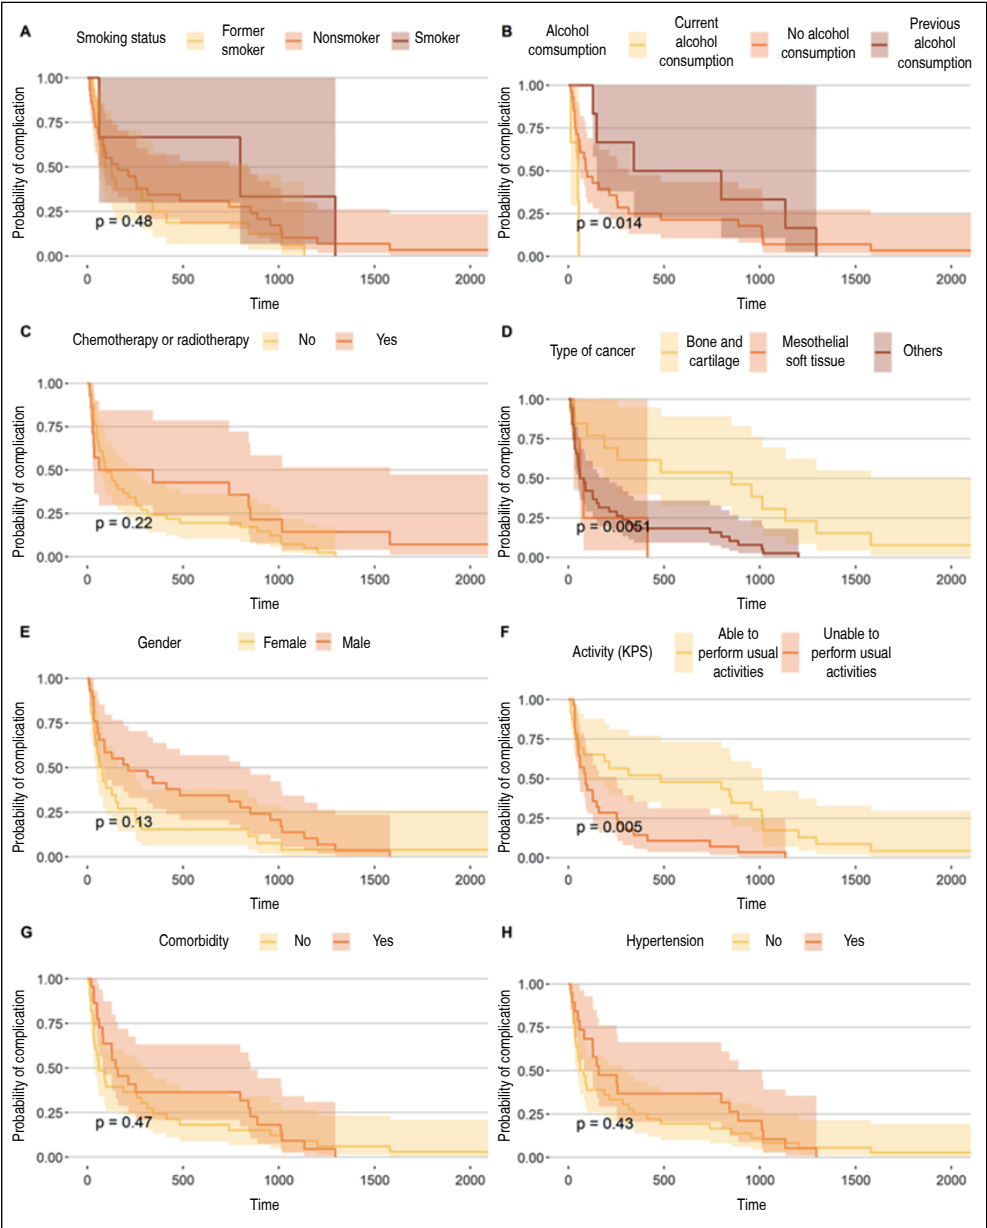 A
Smoking status
Former
smoker
Nonsmoker
Smoker
Probability of complication
1.00
0.75
0.50
0.25
0.00
p = 0.48
0
500
1000
1500
2000
Time
B
Alcohol
comsumption
Current
alcohol
consumption
No alcohol
consumption
Previous
alcohol
consumption
Probability of complication
1.00
0.75
0.50
0.25
0.00
p = 0.014
0
500
1000
1500
2000
Time
C
Chemotherapy or radiotherapy
No
Yes
Probability of complication
1.00
0.75
0.50
0.25
0.00
p = 0.22
0
500
1000
1500
2000
Time
D
Type of cancer
Bone and
cartilage
Mesothelial
soft tissue
Others
Probability of complication
1.00
0.75
0.50
0.25
0.00
p = 0.0051
0
500
1000
1500
2000
Time
E
Gender
Female
Male
Probability of complication
1.00
0.75
0.50
0.25
0.00
p = 0.13
0
500
1000
1500
2000
Time
F
Activity (KPS)
Able to
perform usual
activities
Unable to
perform usual
activities
Probability of complication
1.00
0.75
0.50
0.25
0.00
p = 0.005
0
500
1000
1500
2000
Time
G
Comorbidity
No
Yes
Probability of complication
1.00
0.75
0.50
0.25
0.00
p = 0.47
0
500
1000
1500
2000
Time
H
Hypertension
No
Yes
Probability of complication
1.00
0.75
0.50
0.25
0.00
p = 0.43
0
500
1000
1500
2000
Time